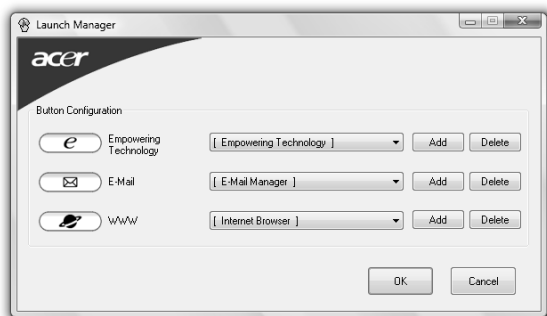 Launch Manager
acer
Button Configuration
e
Empowering
Technology
[ Empowering Technology ]
Add
Delete
E-Mail
[ E-Mail Manager ]
Add
Delete
WWW
[ Internet Browser ]
Add
Delete
OK
Cancel